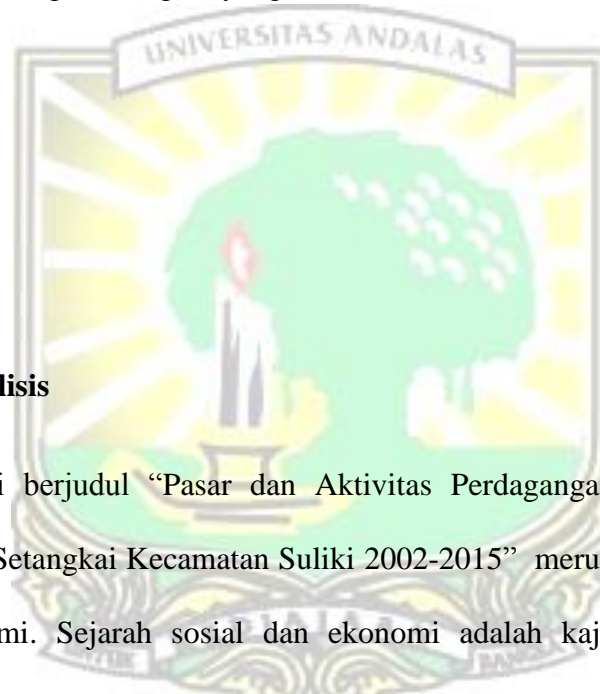 UNIVERSITAS ANDALAS
lisis
i berjudul “Pasar dan Aktivitas Perdaganga
Setangkai Kecamatan Suliki 2002-2015” meru
mi. Sejarah sosial dan ekonomi adalah kaj